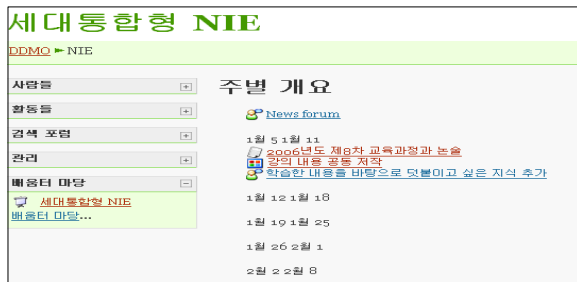 세대통합형 NIE
DDMO ► NIE
사람들
활동들
검색 포럼
관리
배움터 마당
세대통합형 NIE
배움터 마당...
주별 개요
News forum
1월 5 1월 11
2006년도 제8차 교육과정과 논술
강의 내용 공동 저작
학습한 내용을 바탕으로 덧붙이고 싶은 지식 추가
1월 12 1월 18
1월 19 1월 25
1월 26 2월 1
2월 2 2월 8